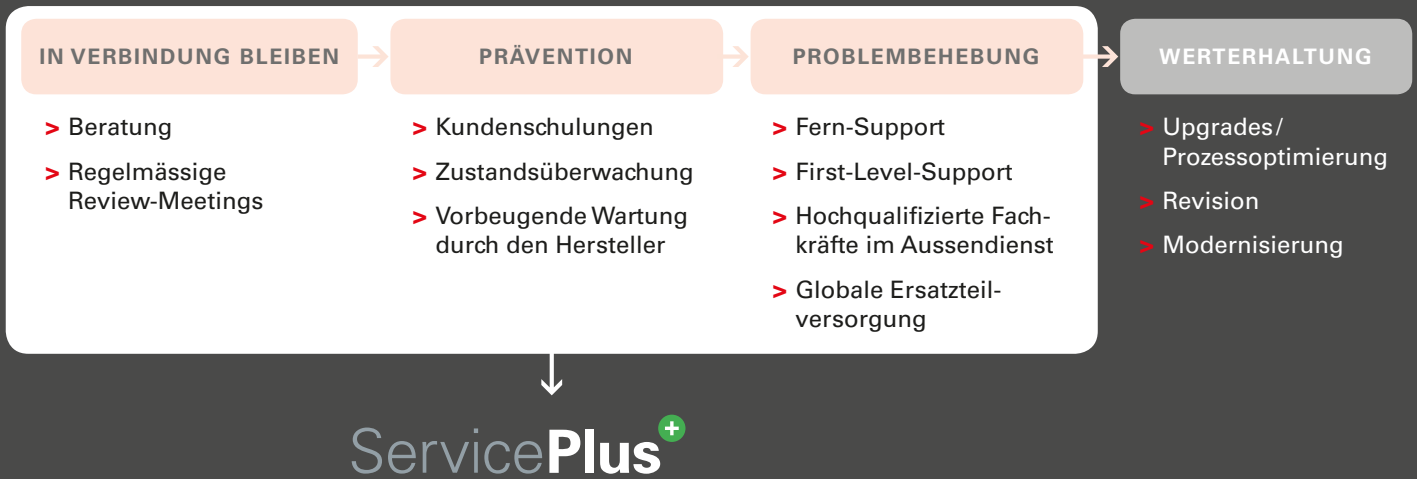 IN VERBINDUNG BLEIBEN
> Beratung
> Regelmässige
Review-Meetings
PRÄVENTION
> Kundenschulungen
> Zustandsüberwachung
> Vorbeugende Wartung
durch den Hersteller
PROBLEMBEHEBUNG
> Fern-Support
> First-Level-Support
> Hochqualifizierte Fach-
kräfte im Aussendienst
> Globale Ersatzteil-
versorgung
WERTERHALTUNG
> Upgrades/
Prozessoptimierung
> Revision
> Modernisierung
ServicePlus+